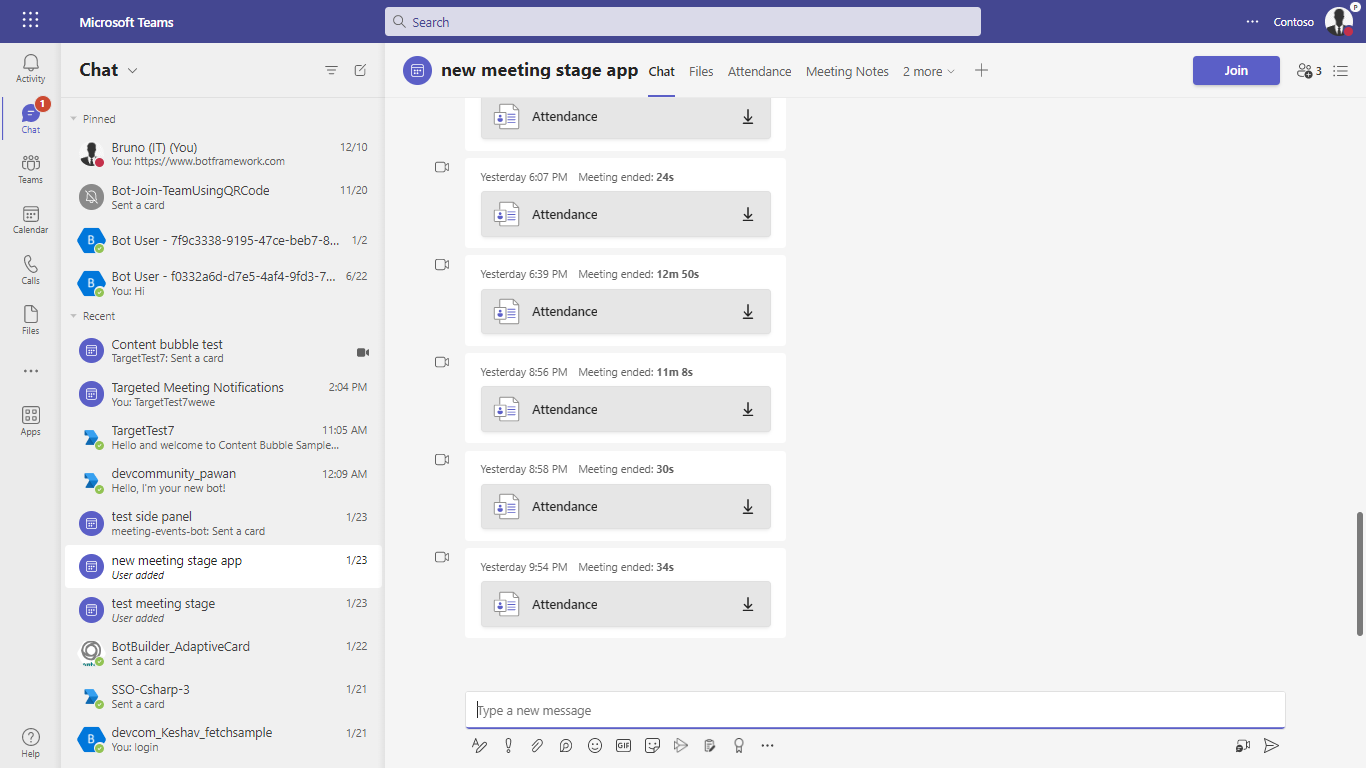 Microsoft Teams
Search
Contoso
P
Activity
1
Chat
Teams
Calendar
Calls
Files
Apps
Help
Chat
Pinned
Bruno (IT) (You) 12/10
You: https://www.botframework.com
Bot-Join-TeamUsingQRCode 11/20
Sent a card
B Bot User - 7f9c3338-9195-47ce-beb7-8... 1/2
B Bot User - f0332a6d-d7e5-4af4-9fd3-7... 6/22
You: Hi
Recent
Content bubble test
TargetTest7: Sent a card
Targeted Meeting Notifications 2:04 PM
You: TargetTest7wewe
TargetTest7 11:05 AM
Hello and welcome to Content Bubble Sample...
devcommunity_pawan 12:09 AM
Hello, I'm your new bot!
test side panel 1/23
meeting-events-bot: Sent a card
new meeting stage app 1/23
User added
test meeting stage 1/23
User added
BotBuilder_AdaptiveCard 1/22
Sent a card
SSO-Csharp-3 1/21
Sent a card
B devcom_Keshav_fetchsample 1/21
You: login
new meeting stage app Chat Files Attendance Meeting Notes 2 more Join 3
Attendance
Yesterday 6:07 PM Meeting ended: 24s
Attendance
Yesterday 6:39 PM Meeting ended: 12m 50s
Attendance
Yesterday 8:56 PM Meeting ended: 11m 8s
Attendance
Yesterday 8:58 PM Meeting ended: 30s
Attendance
Yesterday 9:54 PM Meeting ended: 34s
Attendance
Type a new message
GIF